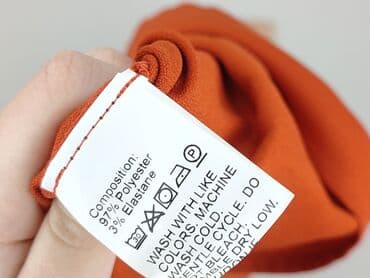 Composition:
97% Polyester
3% Elastane
WASH WITH LIKE
COLORS, MACHINE
WASH COLD,
GENTLE CYCLE. DO
BLEACH,
DRY LOW.